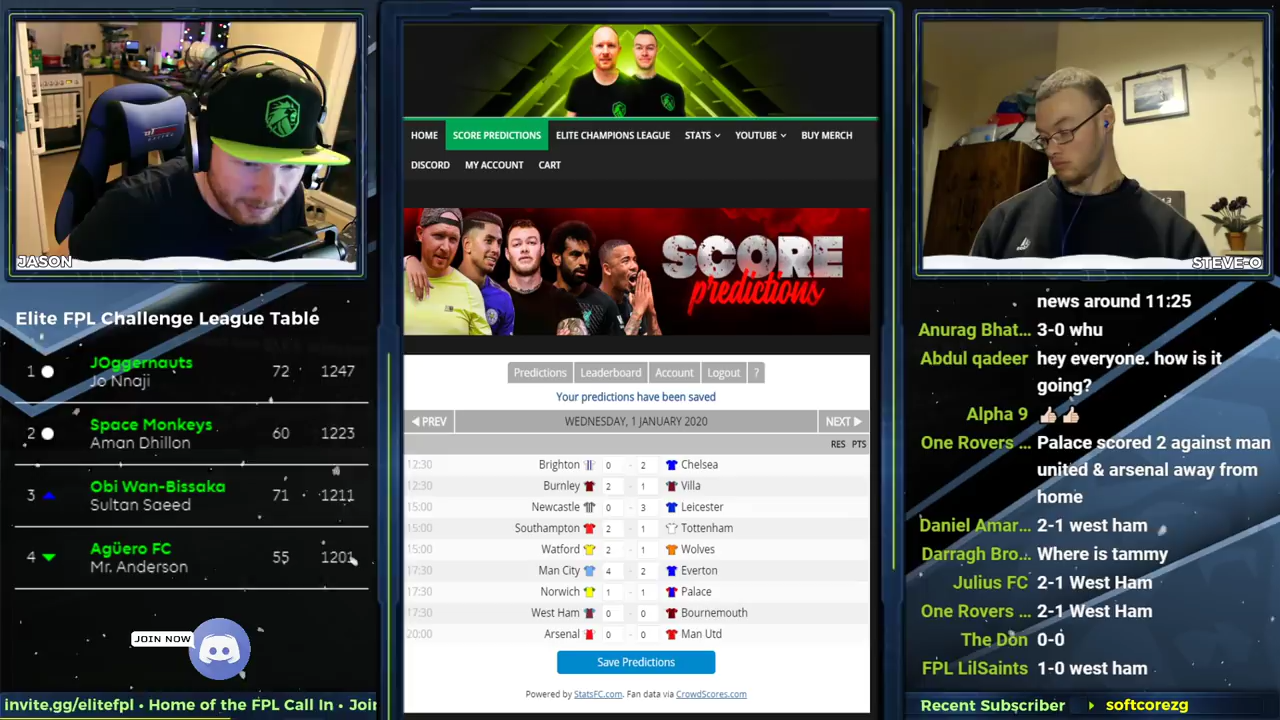 JASON
Elite FPL Challenge League Table
1 JOggernauts 72 1247
Jo Nnaji
2 Space Monkeys 60 1223
Aman Dhillon
3 Obi Wan-Bissaka 71 1211
Sultan Saeed
4 Agüero FC 55 1201
Mr. Anderson
JOIN NOW
invite.gg/elitefpl • Home of the FPL Call In • Join
HOME SCORE PREDICTIONS ELITE CHAMPIONS LEAGUE STATS YOUTUBE BUY MERCH
DISCORD MY ACCOUNT CART
SCORE
predictions
Predictions Leaderboard Account Logout ?
Your predictions have been saved
◀ PREV WEDNESDAY, 1 JANUARY 2020 NEXT ▶
RES PTS
12:30 Brighton 0 - 2 Chelsea
12:30 Burnley 2 - 1 Villa
15:00 Newcastle 0 - 3 Leicester
15:00 Southampton 2 - 1 Tottenham
15:00 Watford 2 - 1 Wolves
17:30 Man City 4 - 2 Everton
17:30 Norwich 1 - 1 Palace
17:30 West Ham 0 - 0 Bournemouth
20:00 Arsenal 0 - 0 Man Utd
Save Predictions
Powered by StatsFC.com. Fan data via CrowdScores.com
STEVE-O
news around 11:25
Anurag Bhat... 3-0 whu
Abdul qadeer hey everyone. how is it
going?
Alpha 9 👍🏻👍🏻
One Rovers ... Palace scored 2 against man
united & arsenal away from
home
Daniel Amar... 2-1 west ham
Darragh Bro... Where is tammy
Julius FC 2-1 West Ham
One Rovers ... 2-1 West Ham
The Don 0-0
FPL LilSaints 1-0 west ham
Recent Subscriber softcorezg